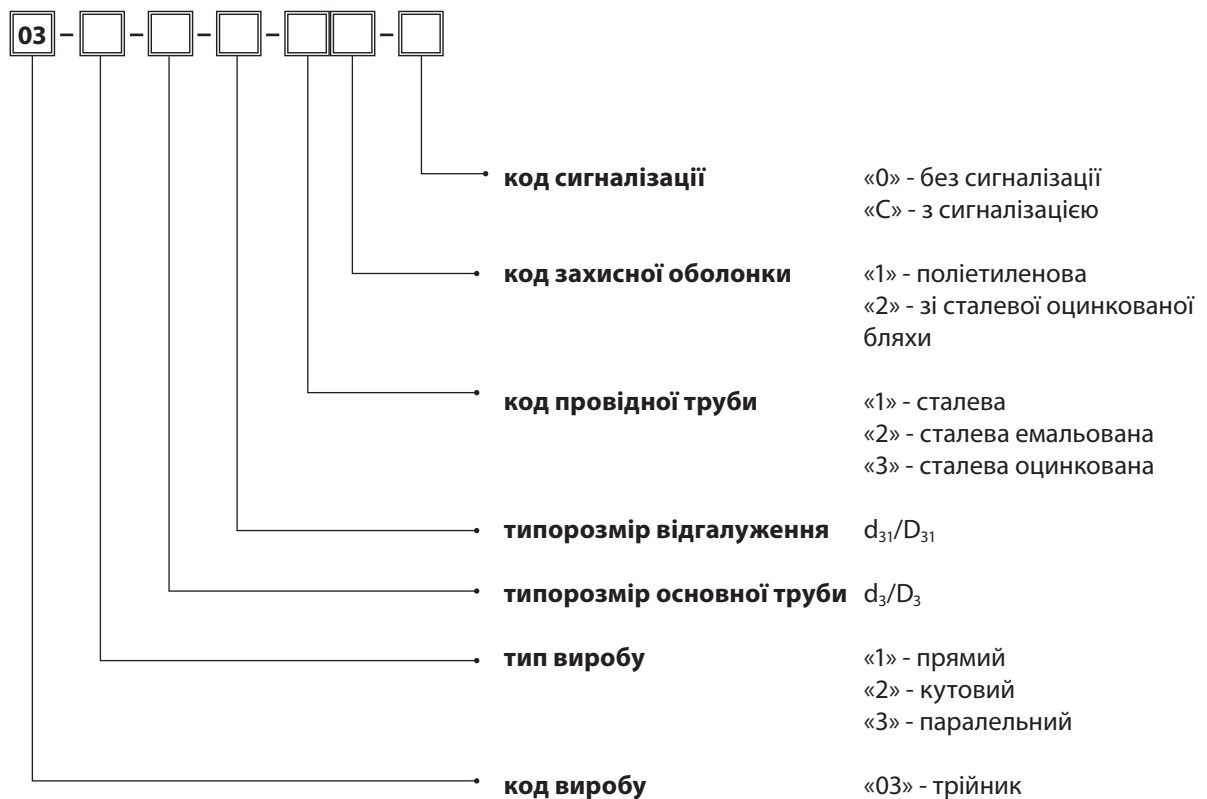 03 - - - - -
код сигналізації «0» - без сигналізації
«С» - з сигналізацією
код захисної оболонки «1» - поліетиленова
«2» - зі сталевої оцинкованої
бляхи
код провідної труби «1» - сталева
«2» - сталева емальована
«3» - сталева оцинкована
типорозмір відгалуження d₃₁/D₃₁
типорозмір основної труби d₃/D₃
тип виробу «1» - прямий
«2» - кутовий
«3» - паралельний
код виробу «03» - трійник